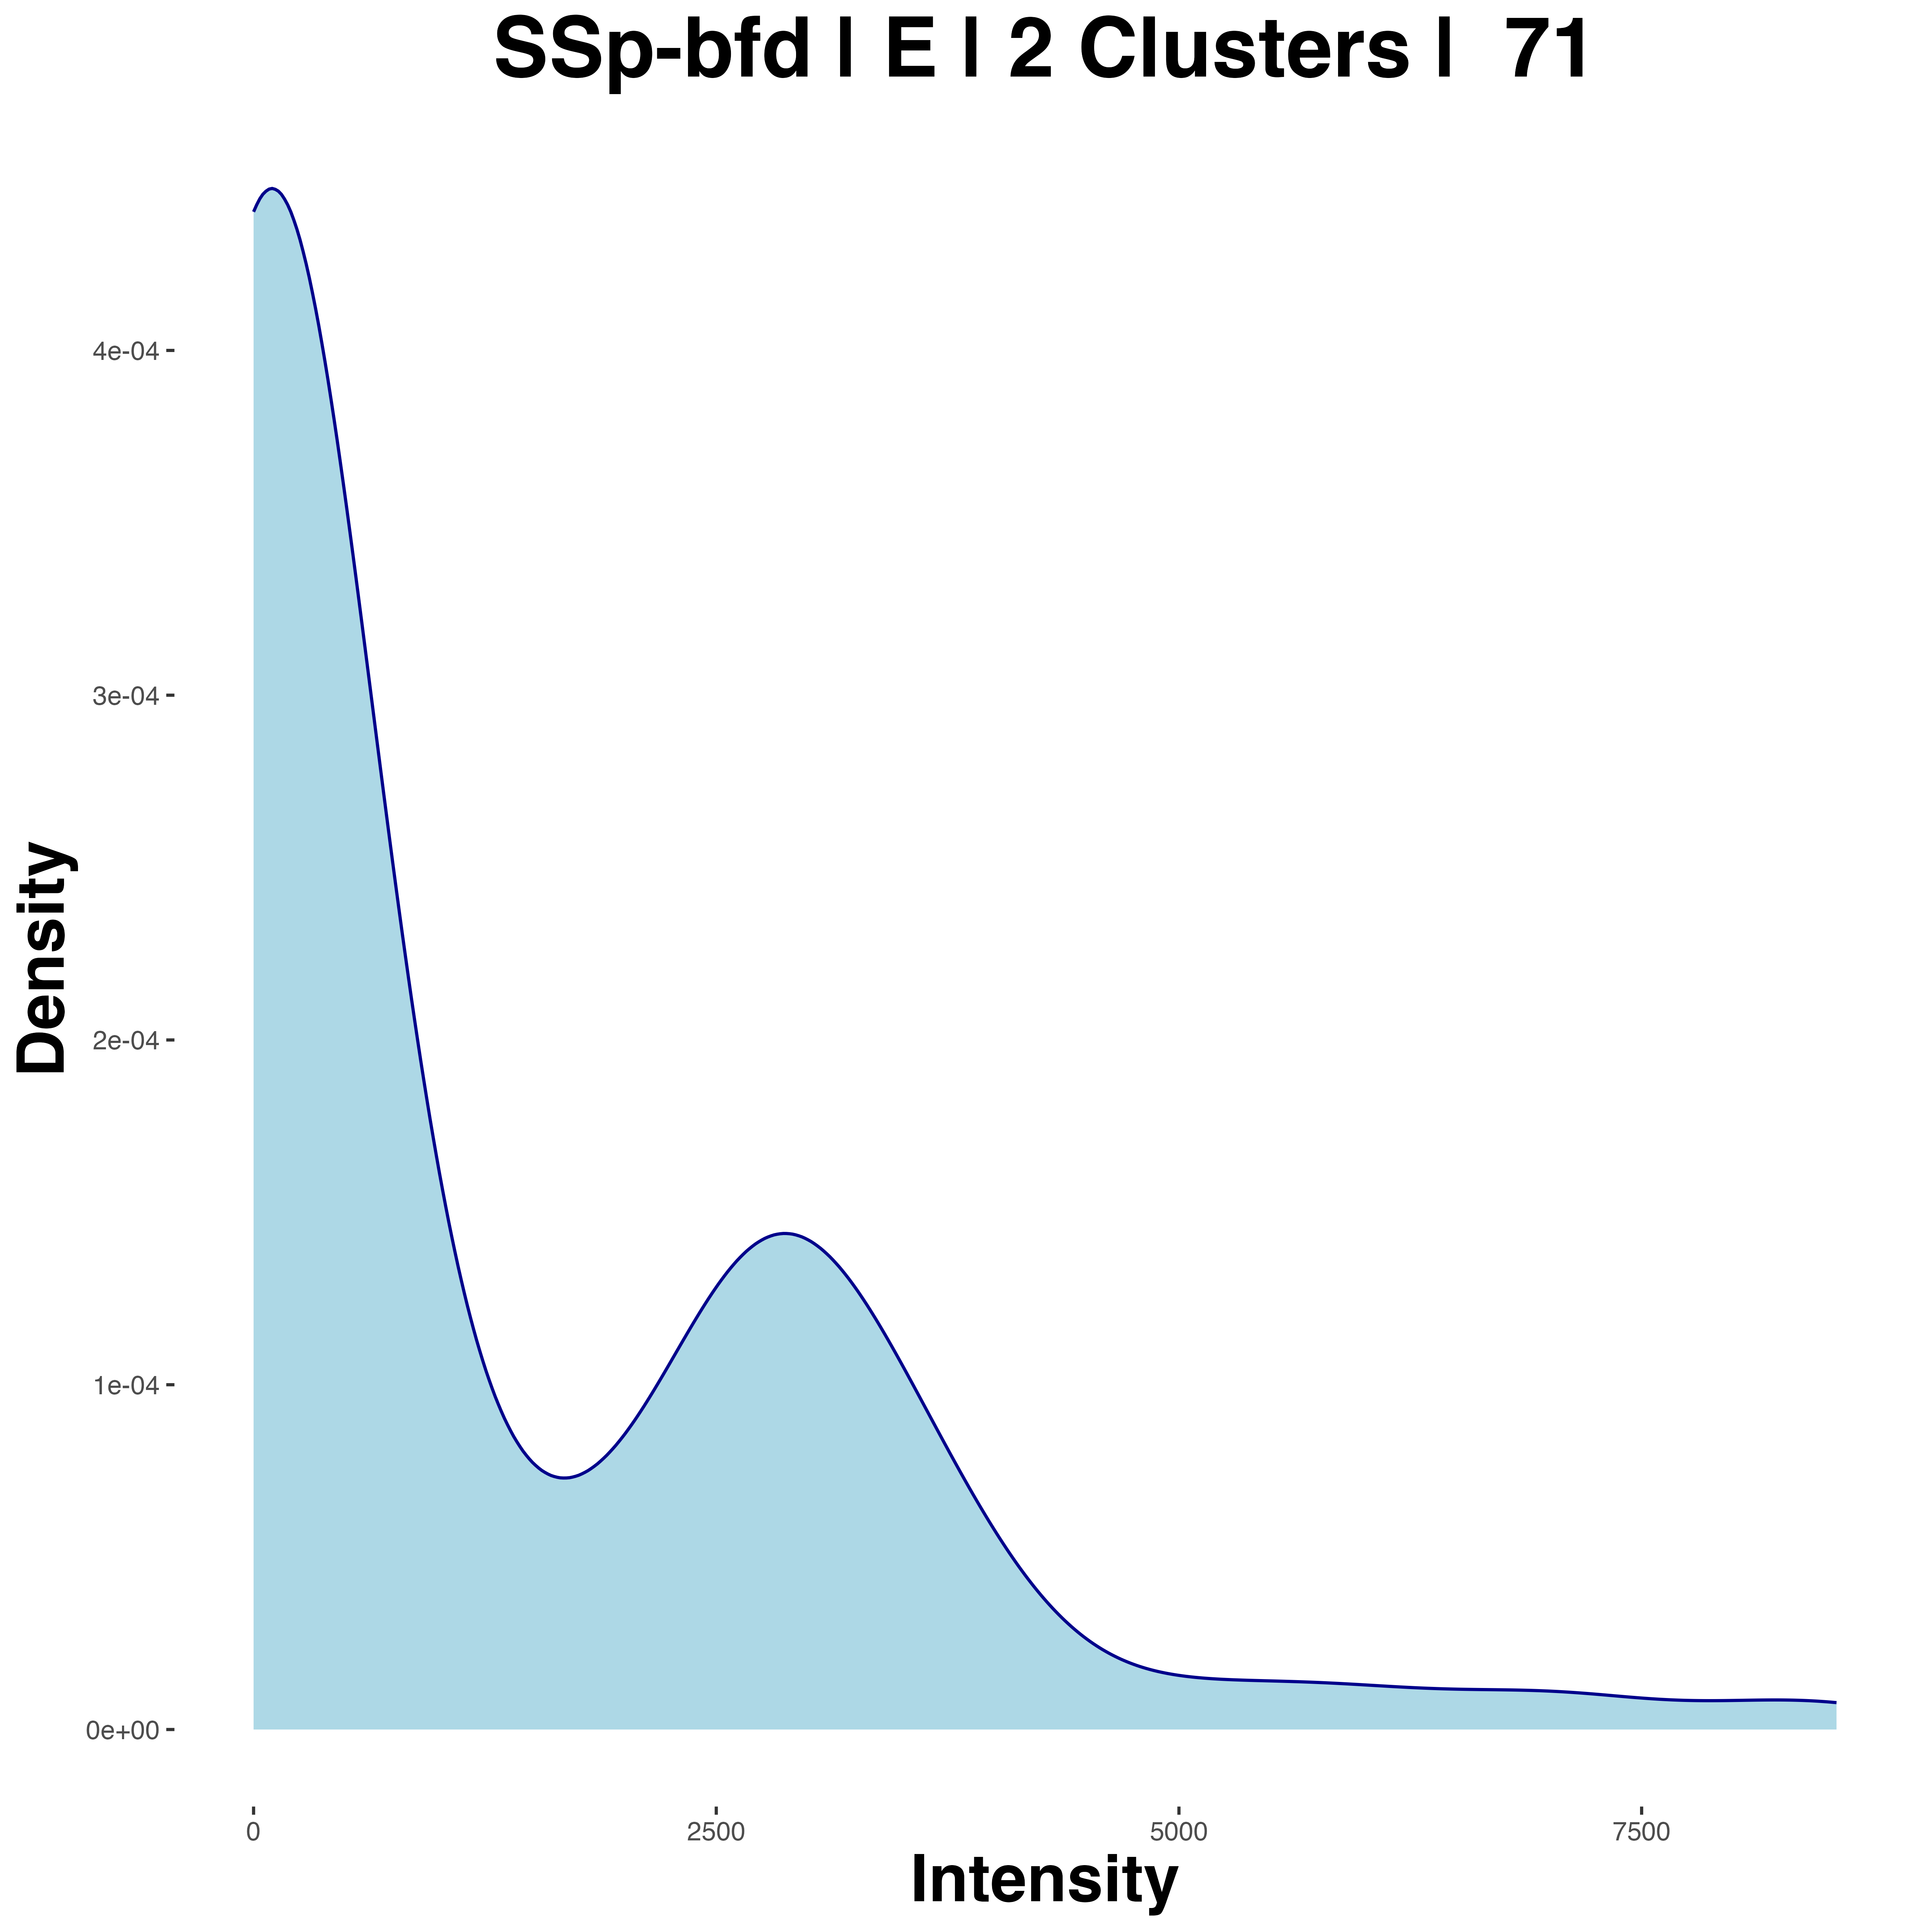 SSp-bfd | E | 2 Clusters |  71
Density
4e-04
3e-04
2e-04
1e-04
0e+00
0
2500
5000
7500
Intensity